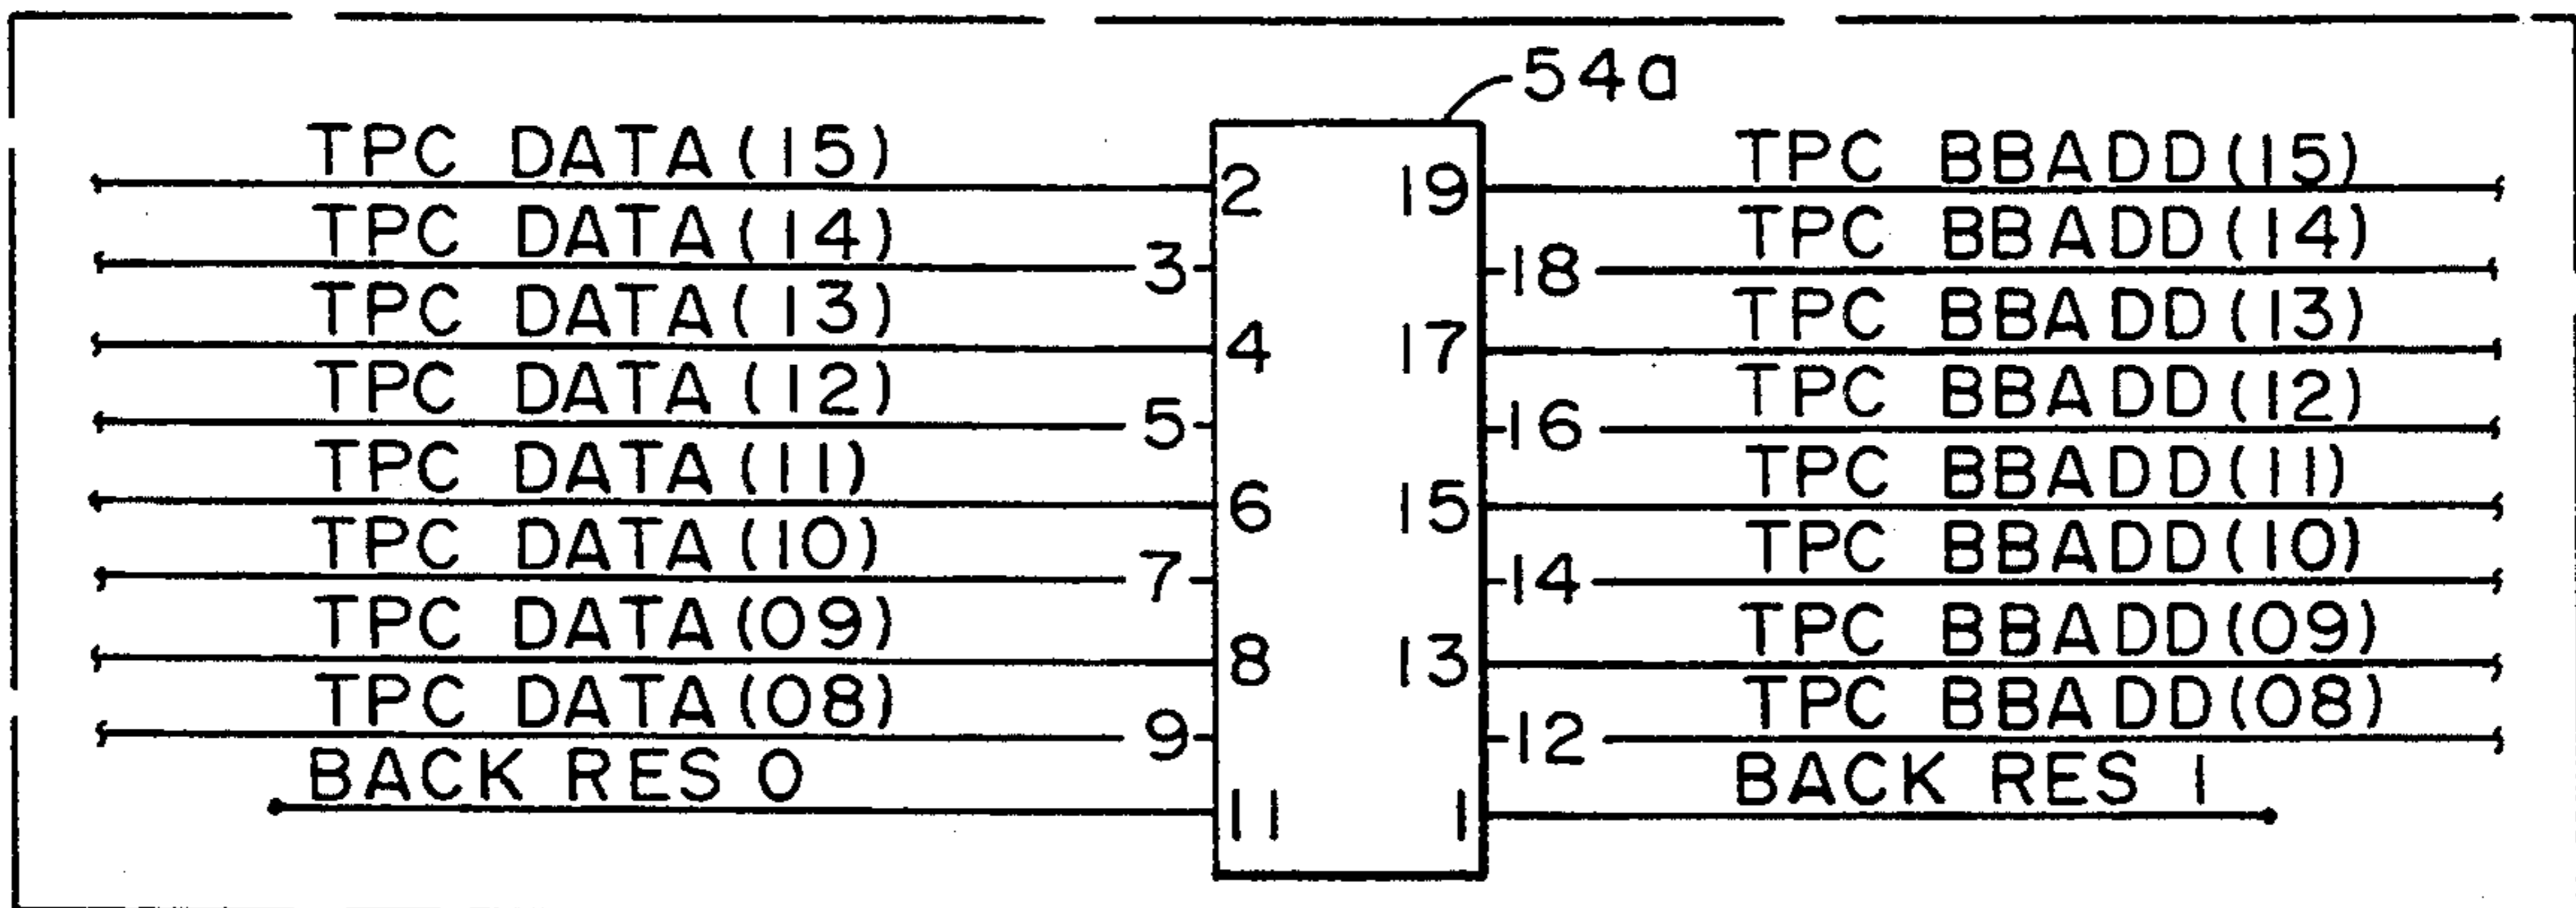 54a
TPC DATA(15) 2 19 TPC BBADD(15)
TPC DATA(14) 3 18 TPC BBADD(14)
TPC DATA(13) 4 17 TPC BBADD(13)
TPC DATA(12) 5 16 TPC BBADD(12)
TPC DATA(11) 6 15 TPC BBADD(11)
TPC DATA(10) 7 14 TPC BBADD(10)
TPC DATA(09) 8 13 TPC BBADD(09)
TPC DATA(08) 9 12 TPC BBADD(08)
BACK RES 0 11 1 BACK RES 1